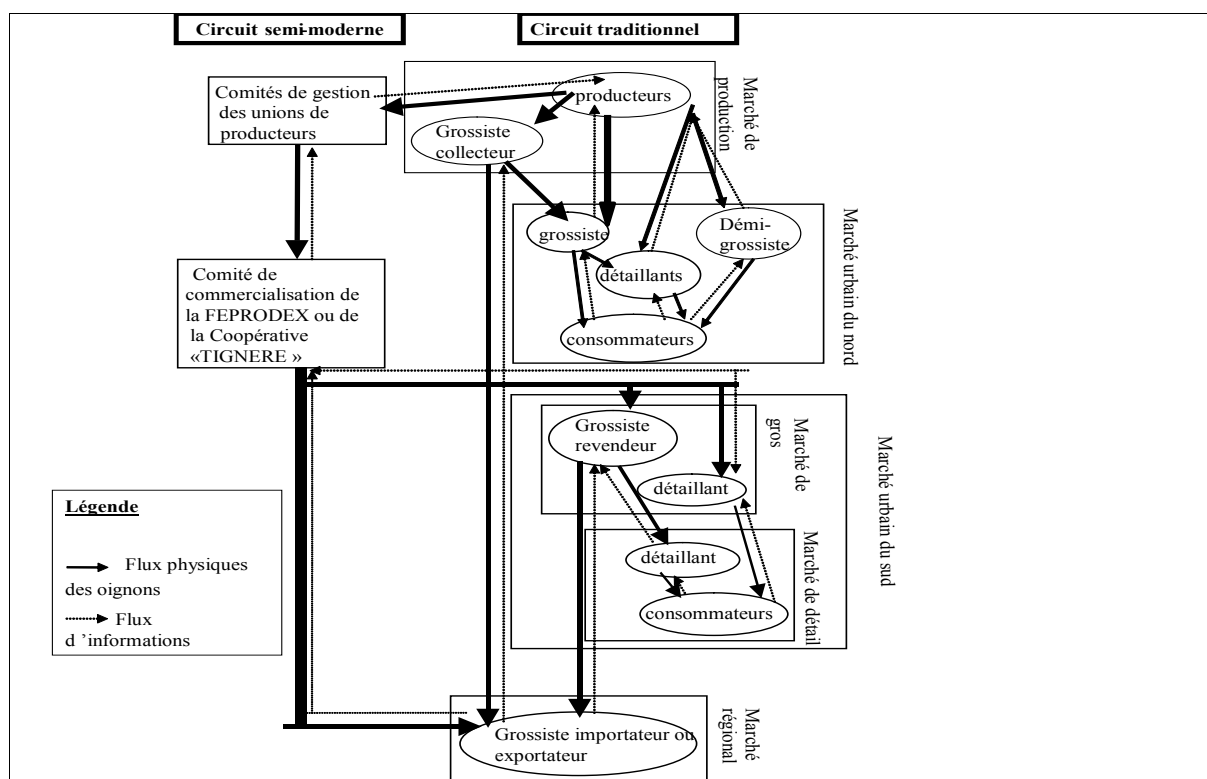 Circuit semi-moderne
Circuit traditionnel
Comités de gestion
des unions de
producteurs
producteurs
Grossiste
collecteur
Marché de
production
grossiste
Démi-
grossiste
détaillants
consommateurs
Marché urbain du nord
Comité de
commercialisation de
la FEPRODEX ou de
la Coopérative
«TIGNERE »
Grossiste
revendeur
détaillant
Marché de
gros
détaillant
consommateurs
Marché de détail
Marché urbain du sud
Légende
Flux physiques
des oignons
Flux
d ’informations
Grossiste importateur ou
exportateur
Marché
régional